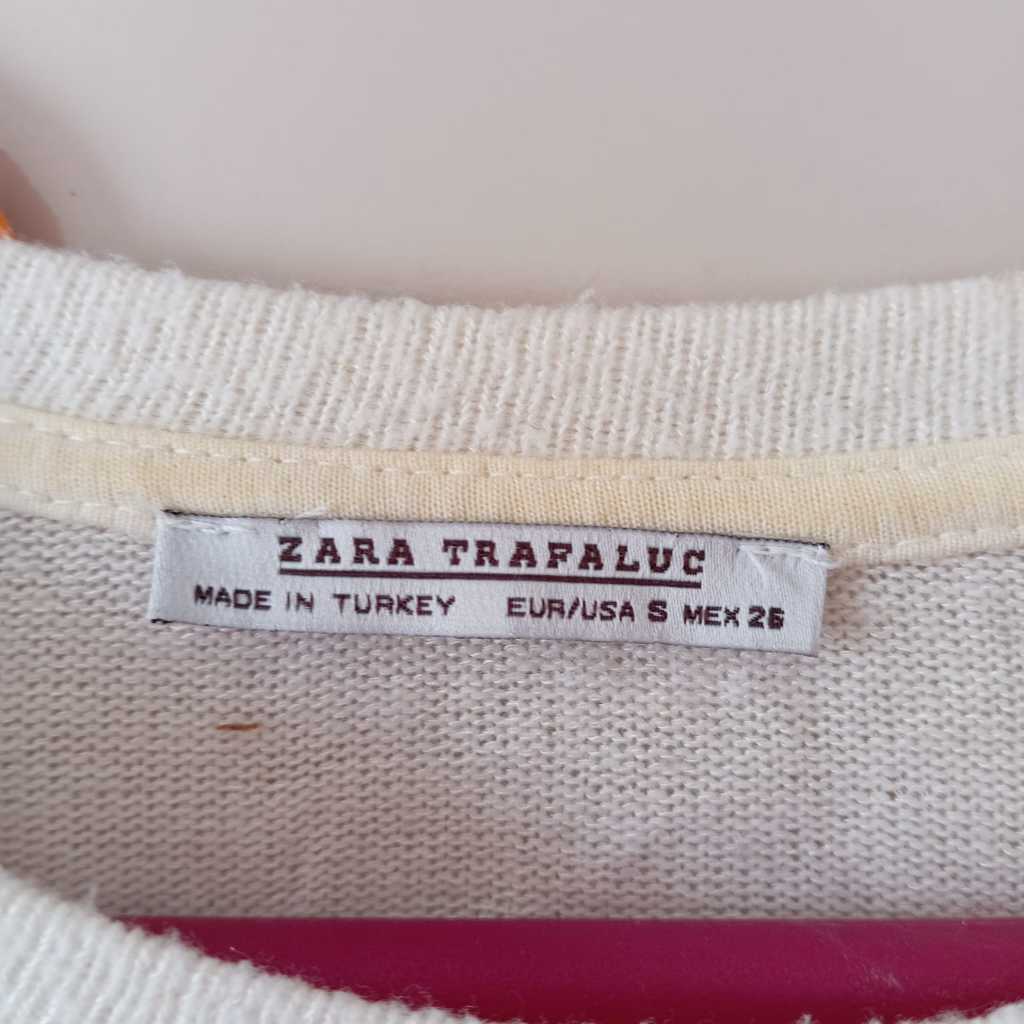 ZARA TRAFALUC
MADE IN TURKEY EUR/USA S MEX 26